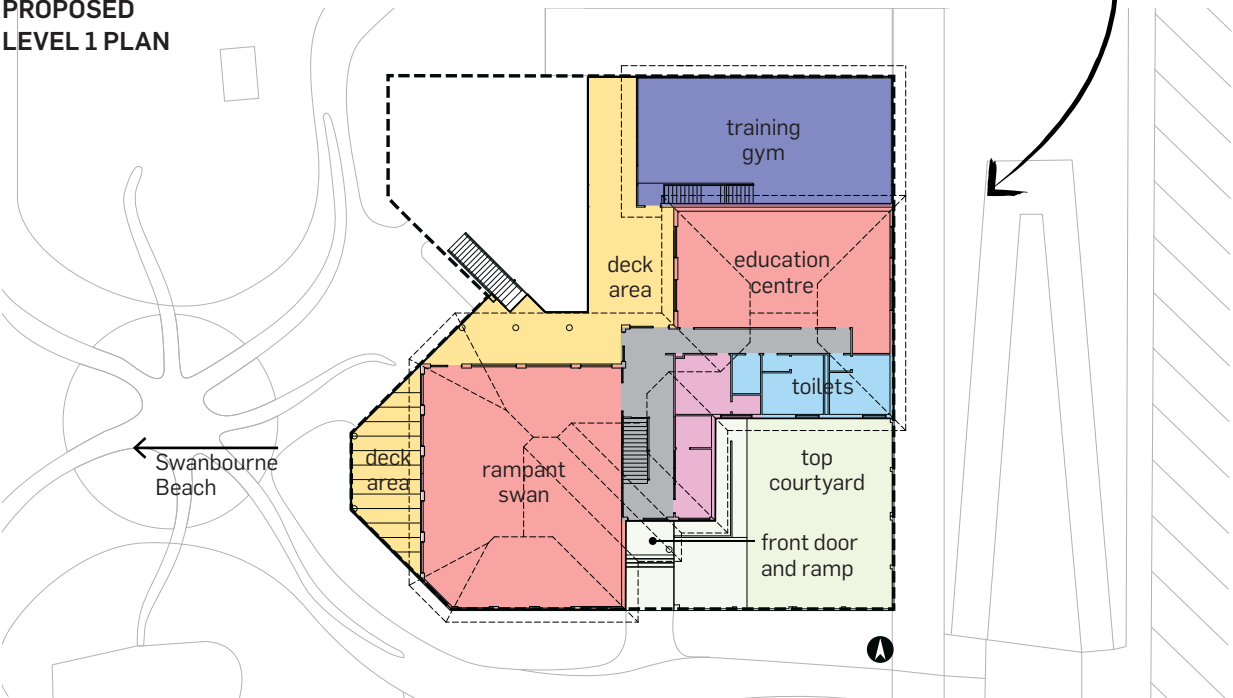 PROPOSED
LEVEL 1 PLAN
training
gym
deck
area
education
centre
toilets
Swanbourne
Beach
deck
area
rampant
swan
top
courtyard
front door
and ramp